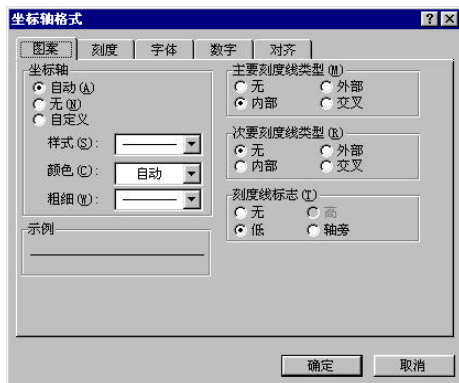 坐标轴格式
图案 刻度 字体 数字 对齐
坐标轴
自动(A)
无(N)
自定义
样式(S):
颜色(C): 自动
粗细(W):
示例
主要刻度线类型(M)
无 外部
内部 交叉
次要刻度线类型(R)
无 外部
内部 交叉
刻度线标志(T)
无 高
低 轴旁
确定 取消